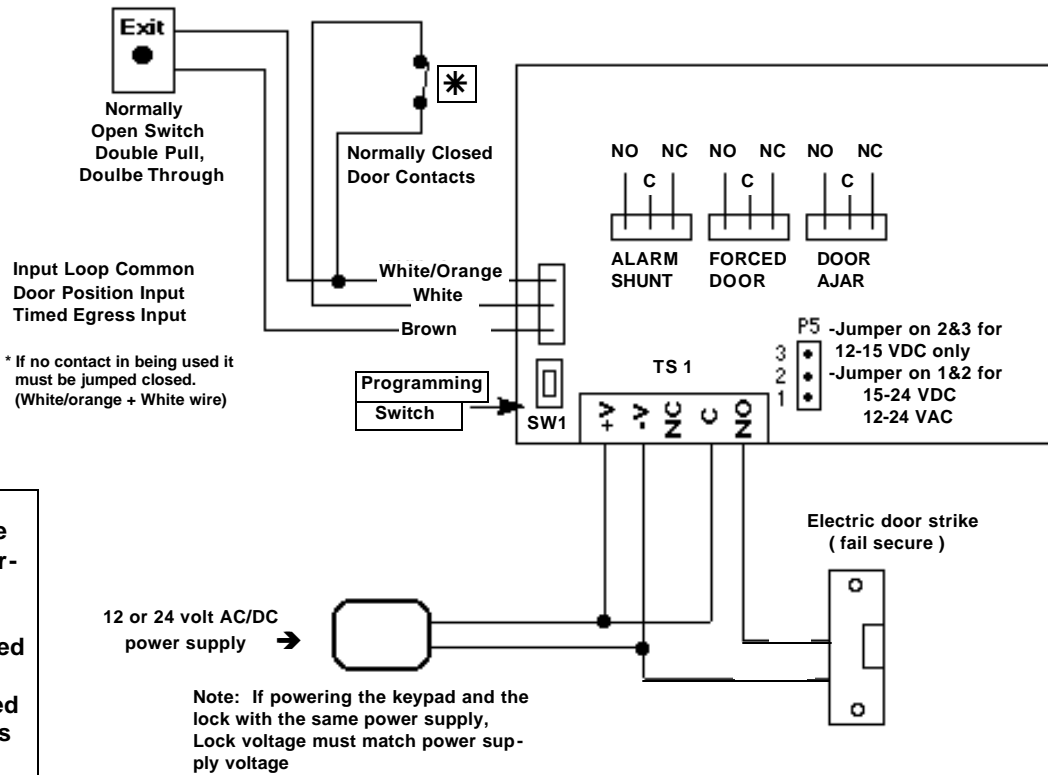 Exit
Normally
Open Switch
Double Pull,
Doulbe Through
Normally Closed
Door Contacts
*
Input Loop Common
Door Position Input
Timed Egress Input
* If no contact in being used it
must be jumped closed.
(White/orange + White wire)
White/Orange
White
Brown
Programming
Switch
SW1
NO NC NO NC NO NC
C C C
ALARM
SHUNT
FORCED
DOOR
DOOR
AJAR
TS 1
P5
3
2
1
-Jumper on 2&3 for
12-15 VDC only
-Jumper on 1&2 for
15-24 VDC
12-24 VAC
+V -V NC C NO
Electric door strike
( fail secure )
12 or 24 volt AC/DC
power supply ➔
Note: If powering the keypad and the
lock with the same power supply,
Lock voltage must match power sup-
ply voltage